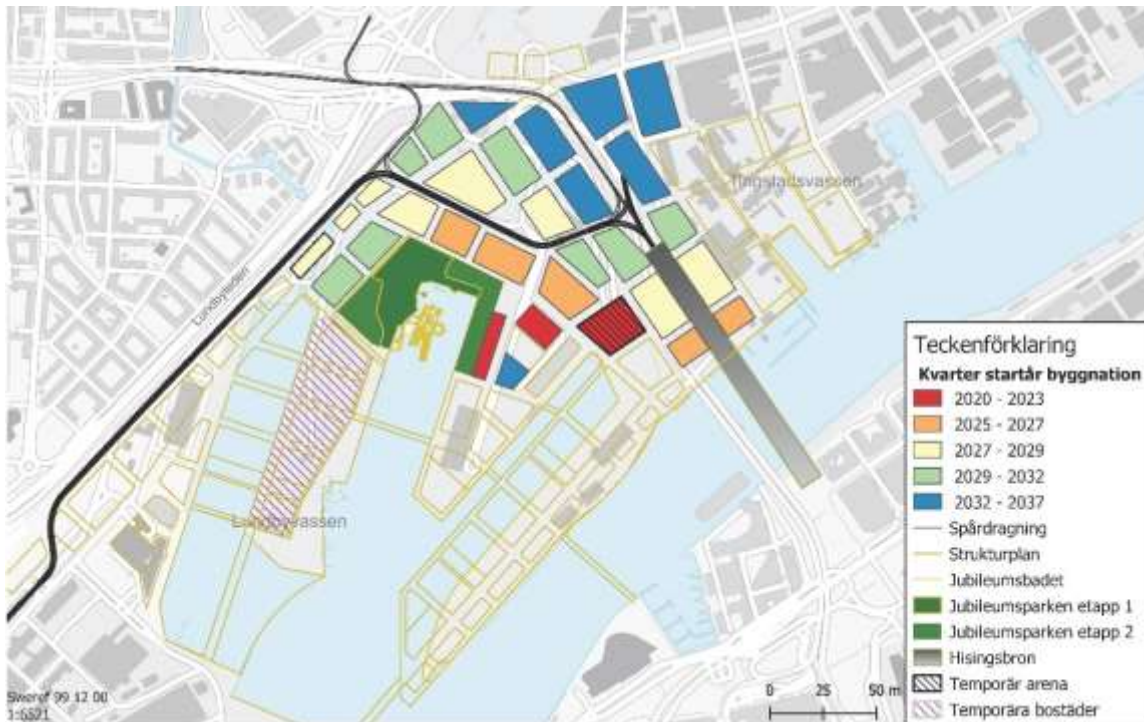 Tingstadsvassen
Lundbyleden
Lundbyvassen
Teckenförklaring
Kvarter startår byggnation
2020 - 2023
2025 - 2027
2027 - 2029
2029 - 2032
2032 - 2037
Spårdragning
Strukturplan
Jubileumsbadet
Jubileumsparken etapp 1
Jubileumsparken etapp 2
Hisingsbron
Temporär arena
Temporära bostäder
0 25 50 m
Sweref 99 12 00
1:6521